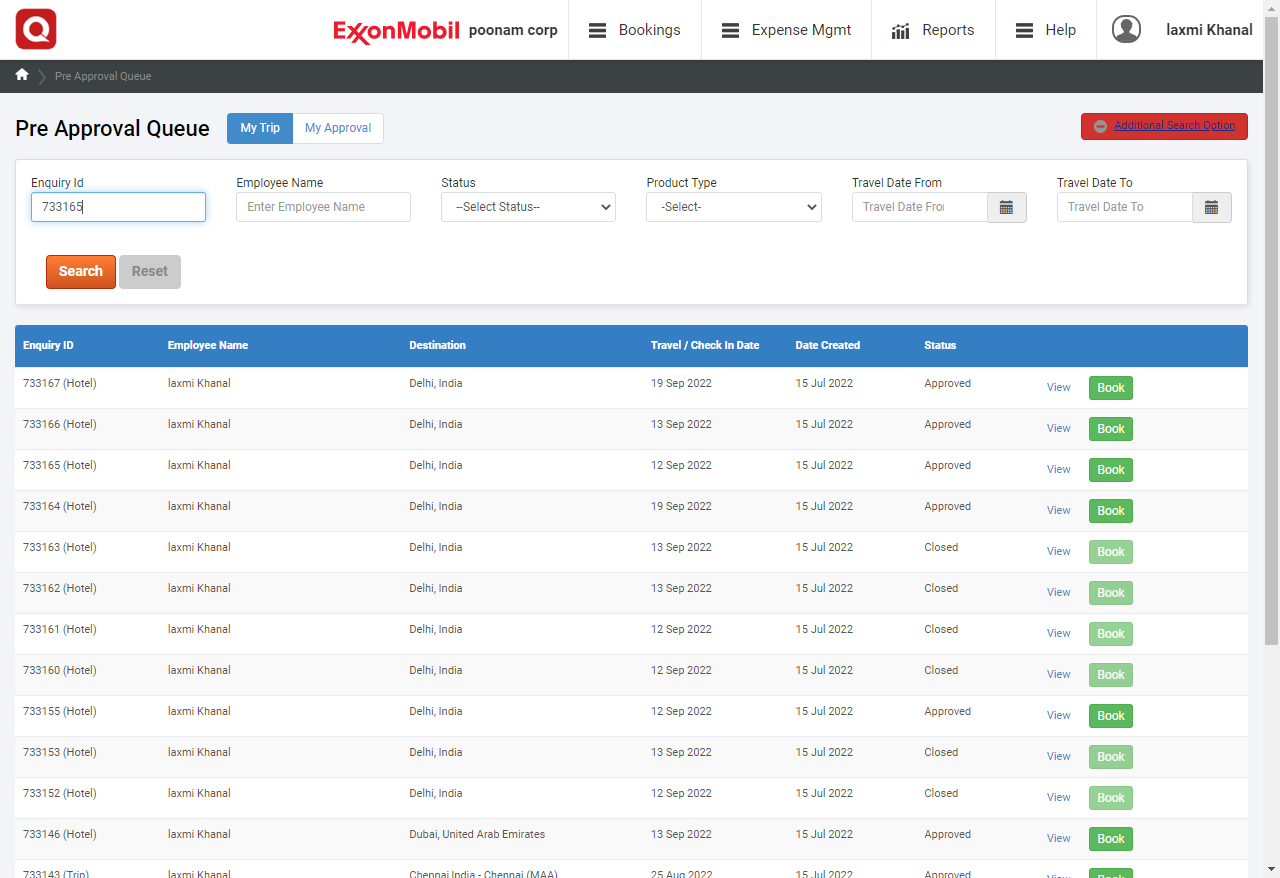 Q
ExxonMobil poonam corp Bookings Expense Mgmt Reports Help laxmi Khanal
Pre Approval Queue
Pre Approval Queue My Trip My Approval Additional Search Option
Enquiry Id Employee Name Status Product Type Travel Date From Travel Date To
733165 Enter Employee Name --Select Status-- -Select- Travel Date Fro Travel Date To
Search Reset
Enquiry ID Employee Name Destination Travel / Check In Date Date Created Status
733167 (Hotel) laxmi Khanal Delhi, India 19 Sep 2022 15 Jul 2022 Approved View Book
733166 (Hotel) laxmi Khanal Delhi, India 13 Sep 2022 15 Jul 2022 Approved View Book
733165 (Hotel) laxmi Khanal Delhi, India 12 Sep 2022 15 Jul 2022 Approved View Book
733164 (Hotel) laxmi Khanal Delhi, India 19 Sep 2022 15 Jul 2022 Approved View Book
733163 (Hotel) laxmi Khanal Delhi, India 13 Sep 2022 15 Jul 2022 Closed View Book
733162 (Hotel) laxmi Khanal Delhi, India 13 Sep 2022 15 Jul 2022 Closed View Book
733161 (Hotel) laxmi Khanal Delhi, India 12 Sep 2022 15 Jul 2022 Closed View Book
733160 (Hotel) laxmi Khanal Delhi, India 12 Sep 2022 15 Jul 2022 Closed View Book
733155 (Hotel) laxmi Khanal Delhi, India 12 Sep 2022 15 Jul 2022 Approved View Book
733153 (Hotel) laxmi Khanal Delhi, India 13 Sep 2022 15 Jul 2022 Closed View Book
733152 (Hotel) laxmi Khanal Delhi, India 12 Sep 2022 15 Jul 2022 Closed View Book
733146 (Hotel) laxmi Khanal Dubai, United Arab Emirates 13 Sep 2022 15 Jul 2022 Approved View Book
733143 (Trip) laxmi Khanal Chennai,India - Chennai (MAA) 25 Aug 2022 15 Jul 2022 Approved View Book